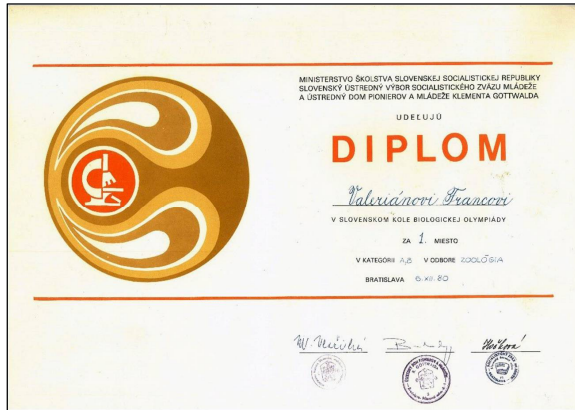 MINISTERSTVO ŠKOLSTVA SLOVENSKEJ SOCIALISTICKEJ REPUBLIKY
SLOVENSKÝ ÚSTREDNÝ VÝBOR SOCIALISTICKÉHO ZVÄZU MLÁDEŽE
A ÚSTREDNÝ DOM PIONIEROV A MLÁDEŽE KLEMENTA GOTTWALDA
UDEĽUJÚ
DIPLOM
Valeriánovi Francovi
V SLOVENSKOM KOLE BIOLOGICKEJ OLYMPIÁDY
ZA 1. MIESTO
V KATEGÓRII A,B V ODBORE ZOOLÓGIA
BRATISLAVA 6.XII.80